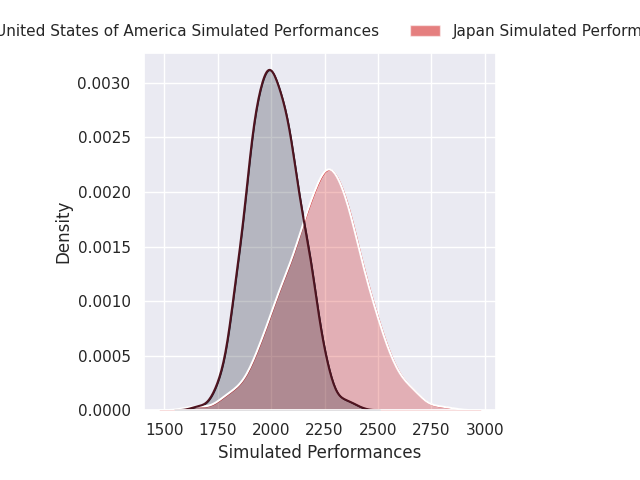 United States of America Simulated Performances
Japan Simulated Perform
0.0030
0.0025
0.0020
0.0015
0.0010
0.0005
0.0000
Density
1500 1750 2000 2250 2500 2750 3000
Simulated Performances